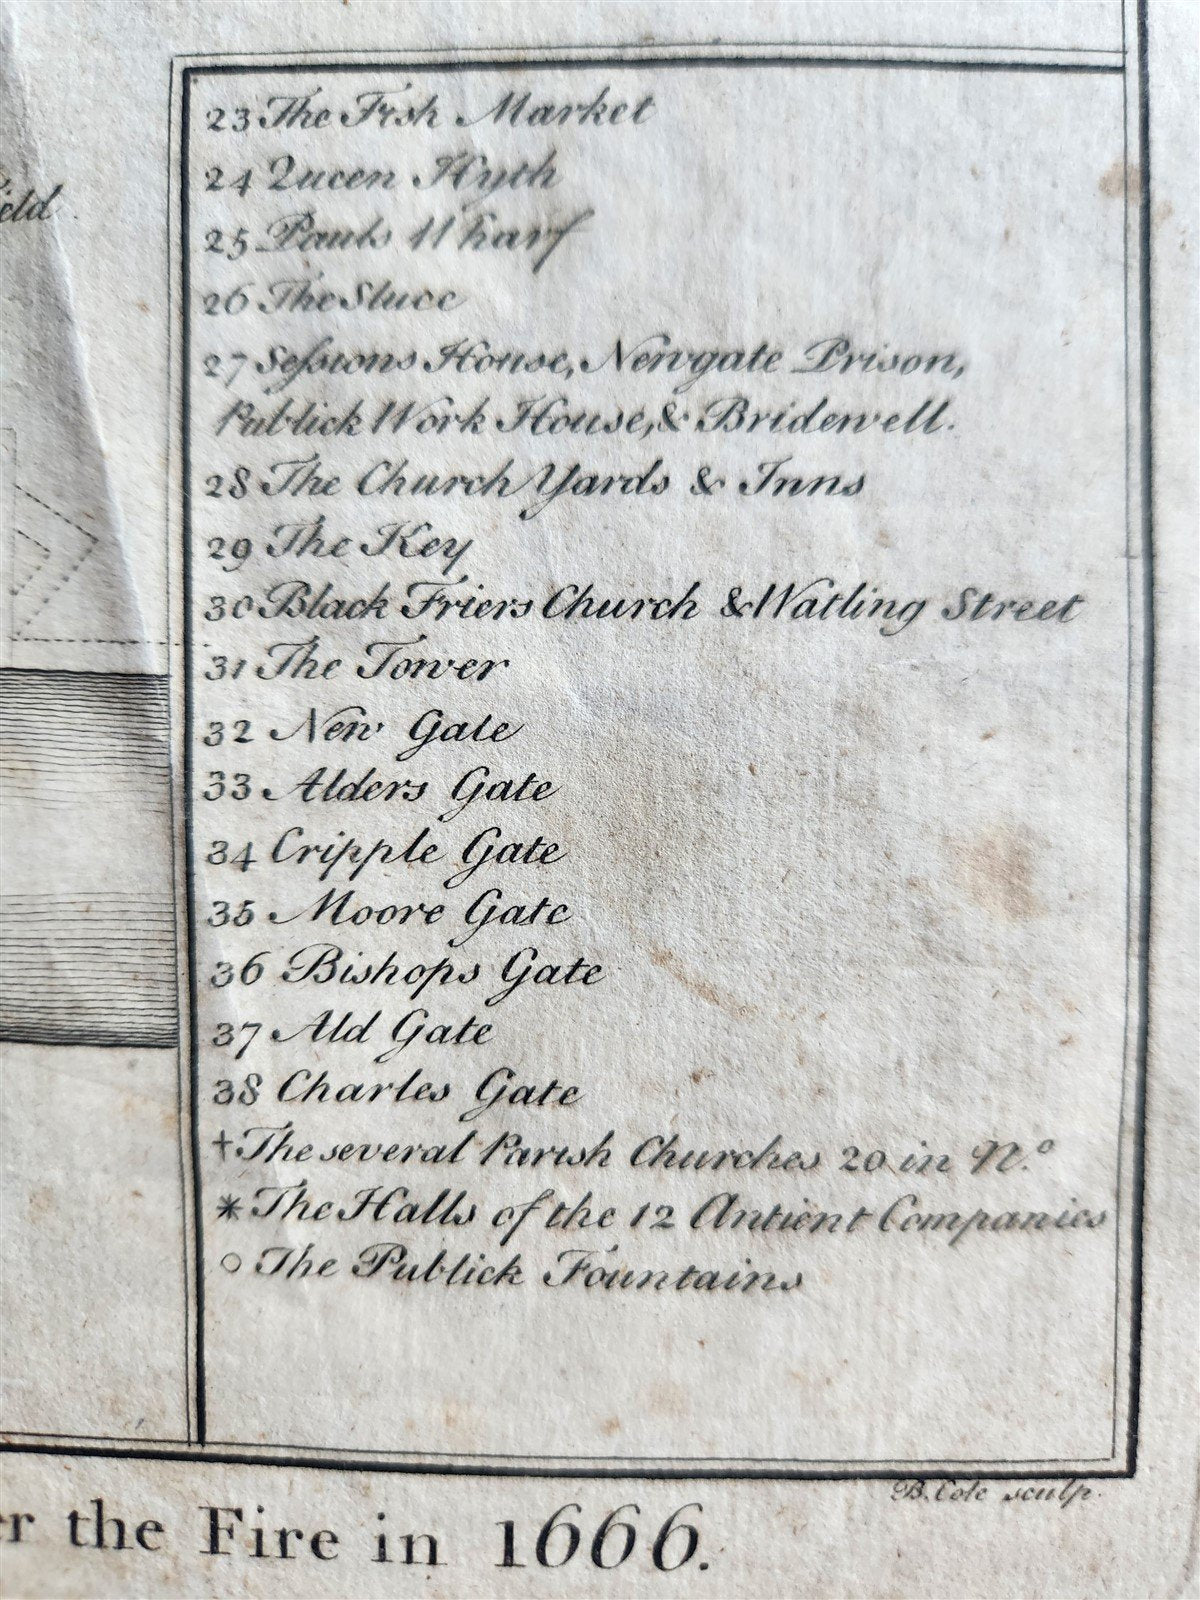 eld.
23 The Fish Market
24 Queen Hyth
25 Pauls Wharf
26 The Sluce
27 Seſsions House, Newgate Prison,
Publick Work House, & Bridewell.
28 The Church Yards & Inns
29 The Key
30 Black Friers Church & Watling Street
31 The Tower
32 New Gate
33 Alders Gate
34 Cripple Gate
35 Moore Gate
36 Bishops Gate
37 Ald Gate
38 Charles Gate
† The several Parish Churches 20 in N.º
* The Halls of the 12 Antient Companies
○ The Publick Fountains
B. Cole sculp.
er the Fire in 1666.